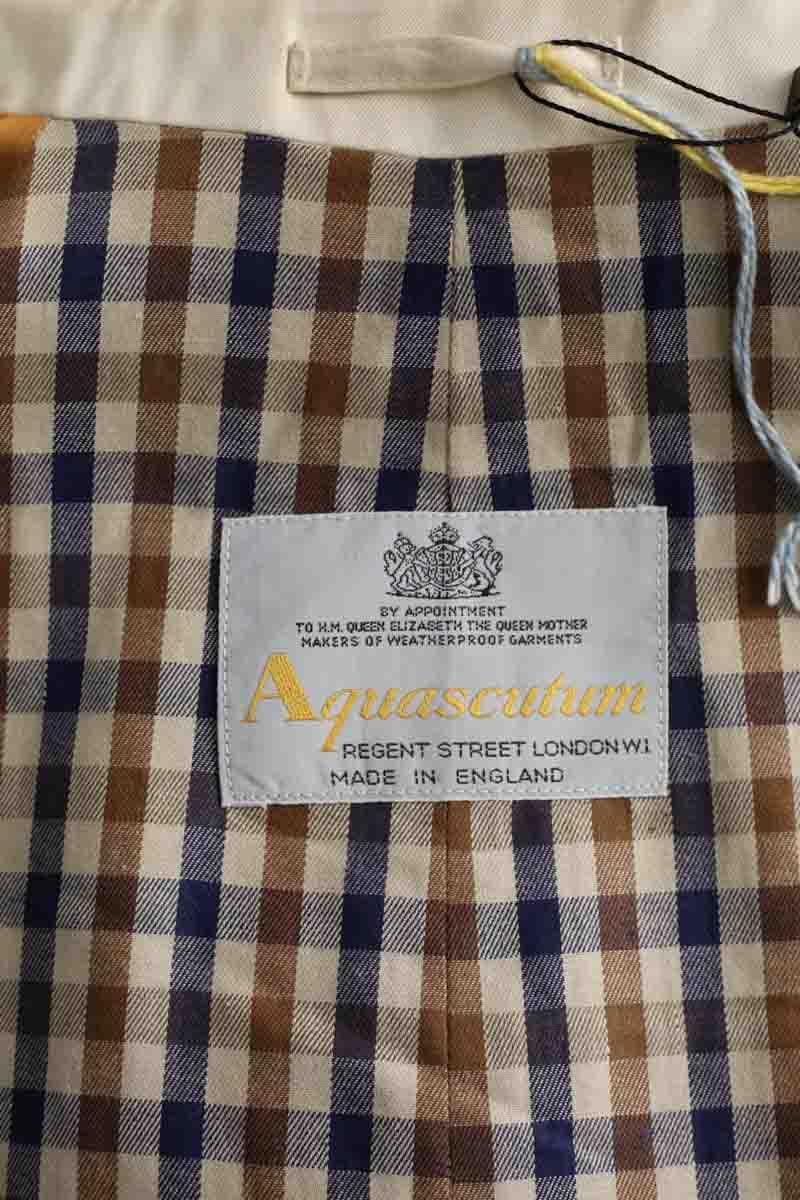 BY APPOINTMENT
TO H.M. QUEEN ELIZABETH THE QUEEN MOTHER
MAKERS OF WEATHERPROOF GARMENTS
Aquascutum
REGENT STREET LONDON W.1
MADE IN ENGLAND